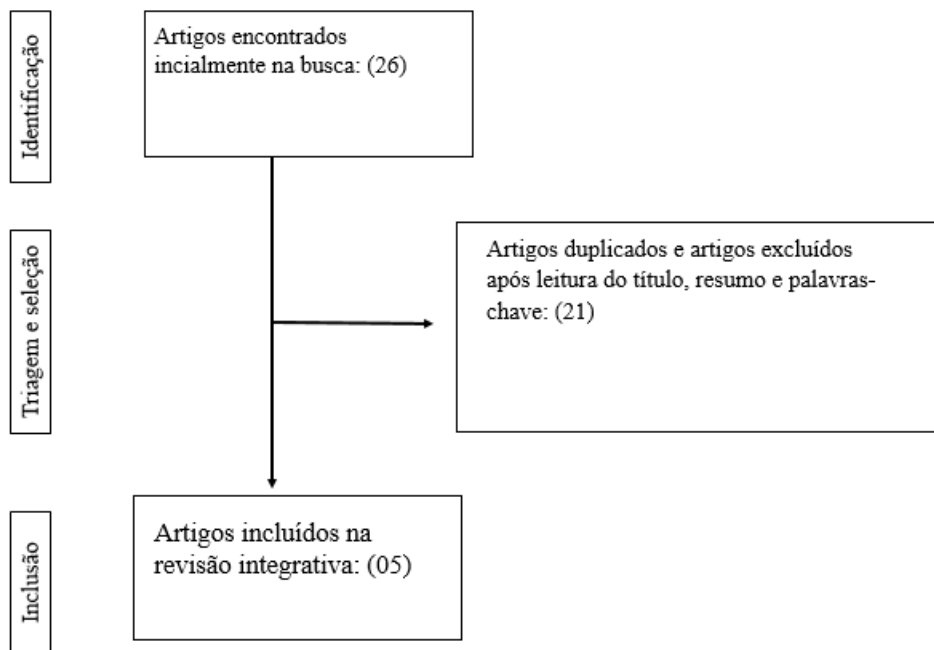 Identificação
Artigos encontrados
incialmente na busca: (26)
Triagem e seleção
Artigos duplicados e artigos excluídos
após leitura do título, resumo e palavras-
chave: (21)
Inclusão
Artigos incluídos na
revisão integrativa: (05)